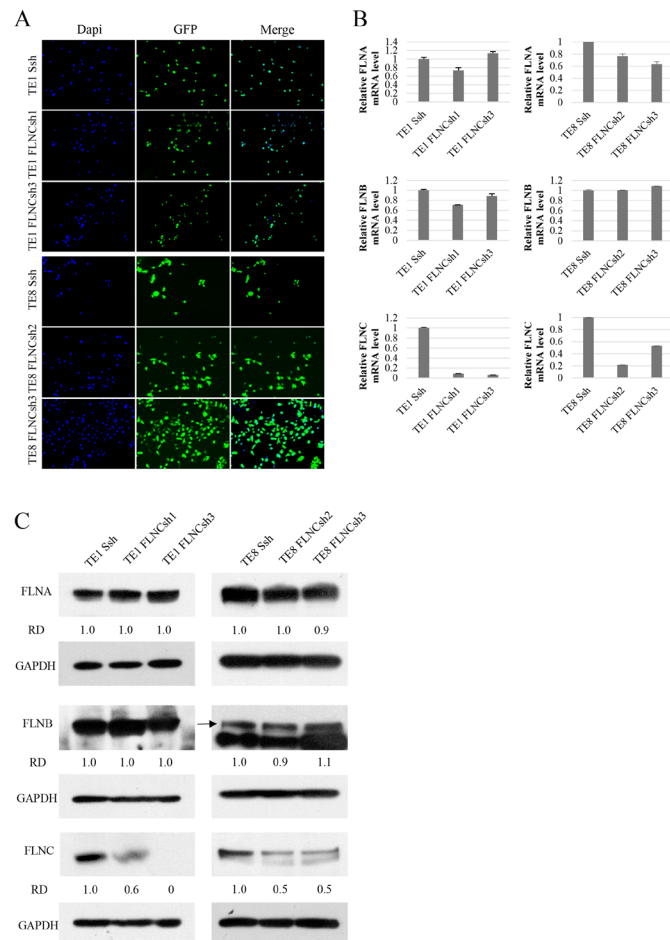 A
Dapi GFP Merge
TE1 Ssh
TE1 FLNCsh1
TE1 FLNCsh3
TE8 Ssh
TE8 FLNCsh2
TE8 FLNCsh3
B
Relative FLNA
mRNA level
1.4
1.2
1
0.8
0.6
0.4
0.2
0
TE1 Ssh
TE1 FLNCsh1
TE1 FLNCsh3
Relative FLNA
mRNA level
1
0.8
0.6
0.4
0.2
0
TE8 Ssh
TE8 FLNCsh2
TE8 FLNCsh3
Relative FLNB
mRNA level
1.2
1
0.8
0.6
0.4
0.2
0
TE1 Ssh
TE1 FLNCsh1
TE1 FLNCsh3
Relative FLNB
mRNA level
1.2
1
0.8
0.6
0.4
0.2
0
TE8 Ssh
TE8 FLNCsh2
TE8 FLNCsh3
Relative FLNC
mRNA level
1.2
1
0.8
0.6
0.4
0.2
0
TE1 Ssh
TE1 FLNCsh1
TE1 FLNCsh3
Relative FLNC
mRNA level
1
0.8
0.6
0.4
0.2
0
TE8 Ssh
TE8 FLNCsh2
TE8 FLNCsh3
C
TE1 Ssh
TE1 FLNCsh1
TE1 FLNCsh3
TE8 Ssh
TE8 FLNCsh2
TE8 FLNCsh3
FLNA
RD 1.0 1.0 1.0 1.0 1.0 0.9
GAPDH
FLNB
RD 1.0 1.0 1.0 1.0 0.9 1.1
GAPDH
FLNC
RD 1.0 0.6 0 1.0 0.5 0.5
GAPDH